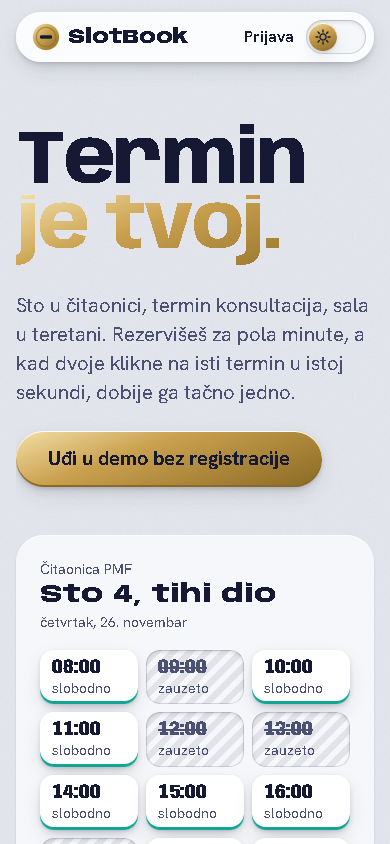 SlotBook
Prijava
Termin
je tvoj.
Sto u čitaonici, termin konsultacija, sala
u teretani. Rezervišeš za pola minute, a
kad dvoje klikne na isti termin u istoj
sekundi, dobije ga tačno jedno.
Uđi u demo bez registracije
Čitaonica PMF
Sto 4, tihi dio
četvrtak, 26. novembar
08:00 09:00 10:00
slobodno zauzeto slobodno
11:00 12:00 13:00
slobodno zauzeto zauzeto
14:00 15:00 16:00
slobodno slobodno slobodno